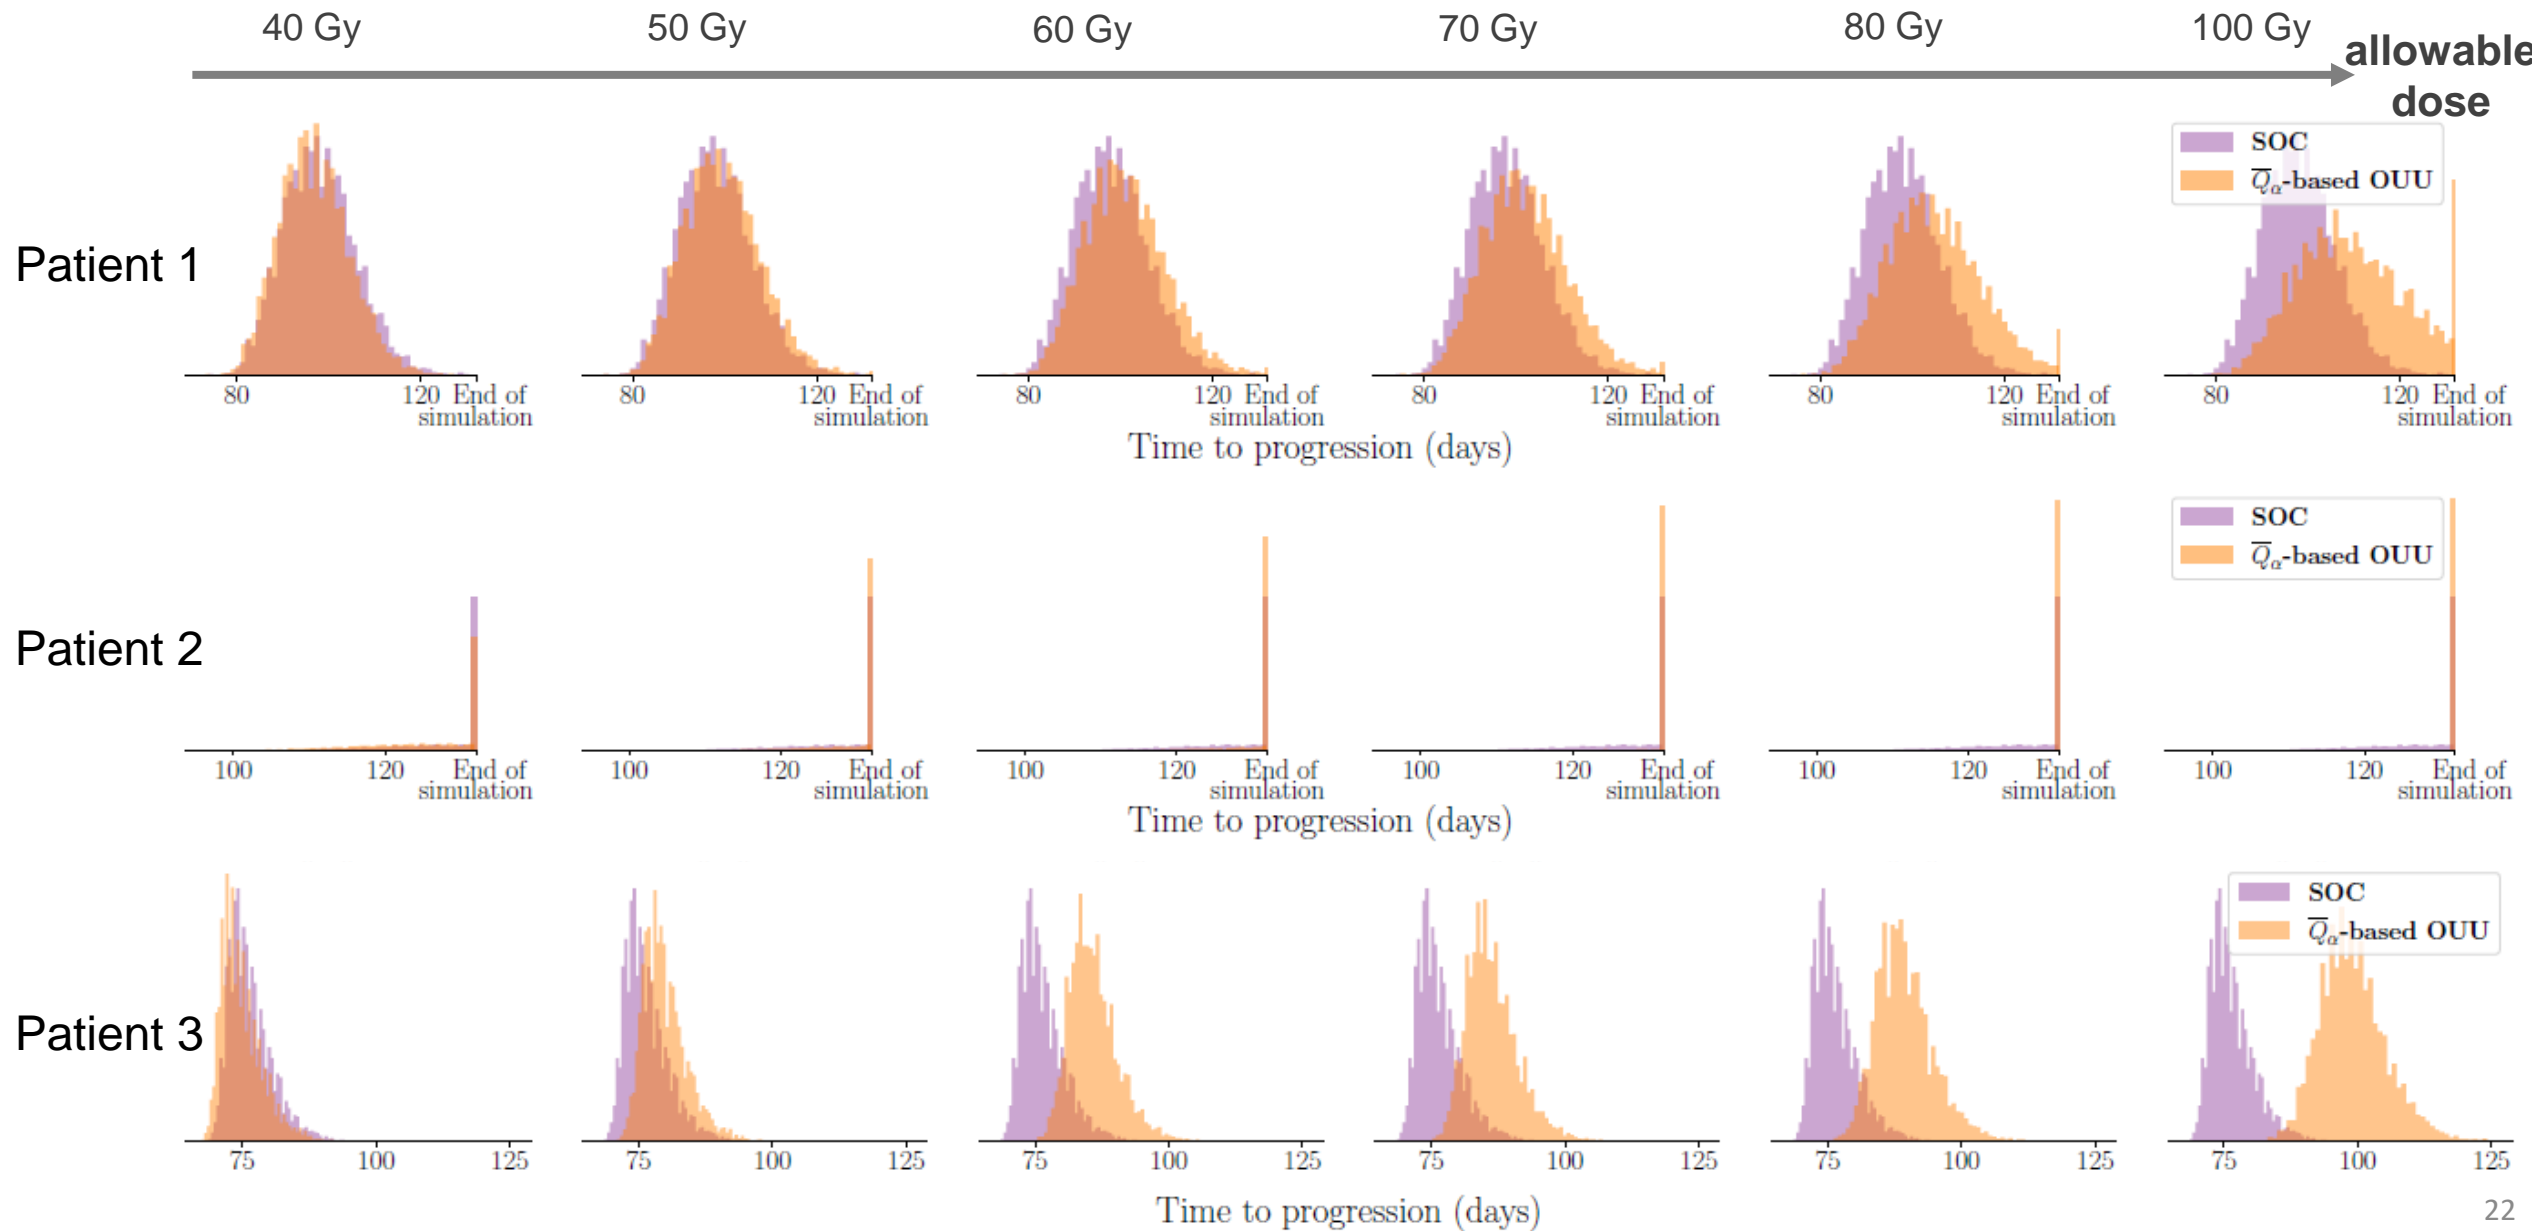 40 Gy 50 Gy 60 Gy 70 Gy 80 Gy 100 Gy
allowable
dose
SOC
Q̅α-based OUU
Patient 1
80 120 End of simulation
80 120 End of simulation
80 120 End of simulation
80 120 End of simulation
80 120 End of simulation
80 120 End of simulation
Time to progression (days)
SOC
Q̅α-based OUU
Patient 2
100 120 End of simulation
100 120 End of simulation
100 120 End of simulation
100 120 End of simulation
100 120 End of simulation
100 120 End of simulation
Time to progression (days)
SOC
Q̅α-based OUU
Patient 3
75 100 125
75 100 125
75 100 125
75 100 125
75 100 125
75 100 125
Time to progression (days)
22